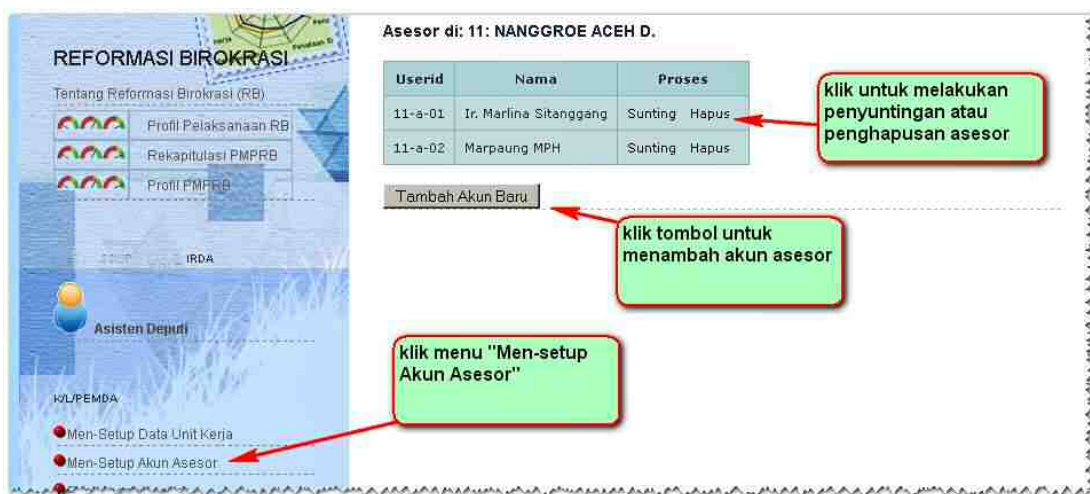 REFORMASI BIROKRASI
Tentang Reformasi Birokrasi (RB)
Profil Pelaksanaan RB
Rekapitulasi PMPRB
Profil PMPRB
IRDA
Asisten Deputi
K/L/PEMDA
Men-Setup Data Unit Kerja
Men-Setup Akun Asesor
Asesor di: 11: NANGGROE ACEH D.
Userid Nama Proses
11-a-01 Ir. Marlina Sitanggang Sunting Hapus
11-a-02 Marpaung MPH Sunting Hapus
Tambah Akun Baru
klik untuk melakukan
penyuntingan atau
penghapusan asesor
klik tombol untuk
menambah akun asesor
klik menu "Men-setup
Akun Asesor"